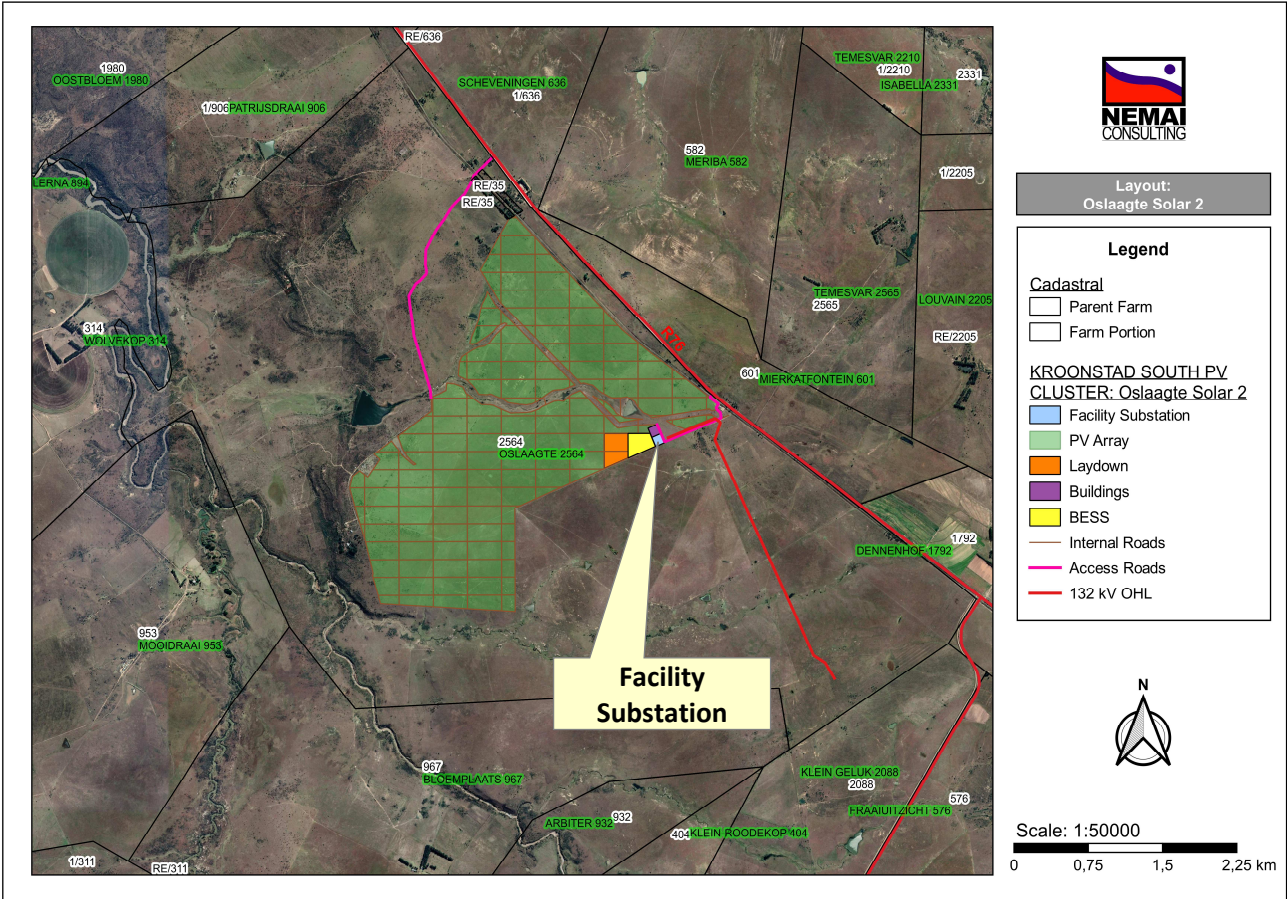 RE/636
1980
OOSTBLOEM 1980
1/906 PATRIJSDRAAI 906
SCHEVENINGEN 636
1/636
TEMESVAR 2210
1/2210
2331
ISABELLA 2331
582
MERIBA 582
1/2205
LERNA 894
RE/35
RE/35
TEMESVAR 2565
2565
LOUVAIN 2205
RE/2205
314
WOLVEKOP 314
R76
601 MIERKATFONTEIN 601
2564
OSLAAGTE 2564
1792
DENNENHOF 1792
953
MOOIDRAAI 953
Facility
Substation
967
BLOEMPLAATS 967
KLEIN GELUK 2088
2088
576
FRAAIUITZICHT 576
ARBITER 932 932
404 KLEIN ROODEKOP 404
1/311
RE/311
NEMAI
CONSULTING
Layout:
Oslaagte Solar 2
Legend
Cadastral
Parent Farm
Farm Portion
KROONSTAD SOUTH PV
CLUSTER: Oslaagte Solar 2
Facility Substation
PV Array
Laydown
Buildings
BESS
Internal Roads
Access Roads
132 kV OHL
N
Scale: 1:50000
0 0,75 1,5 2,25 km